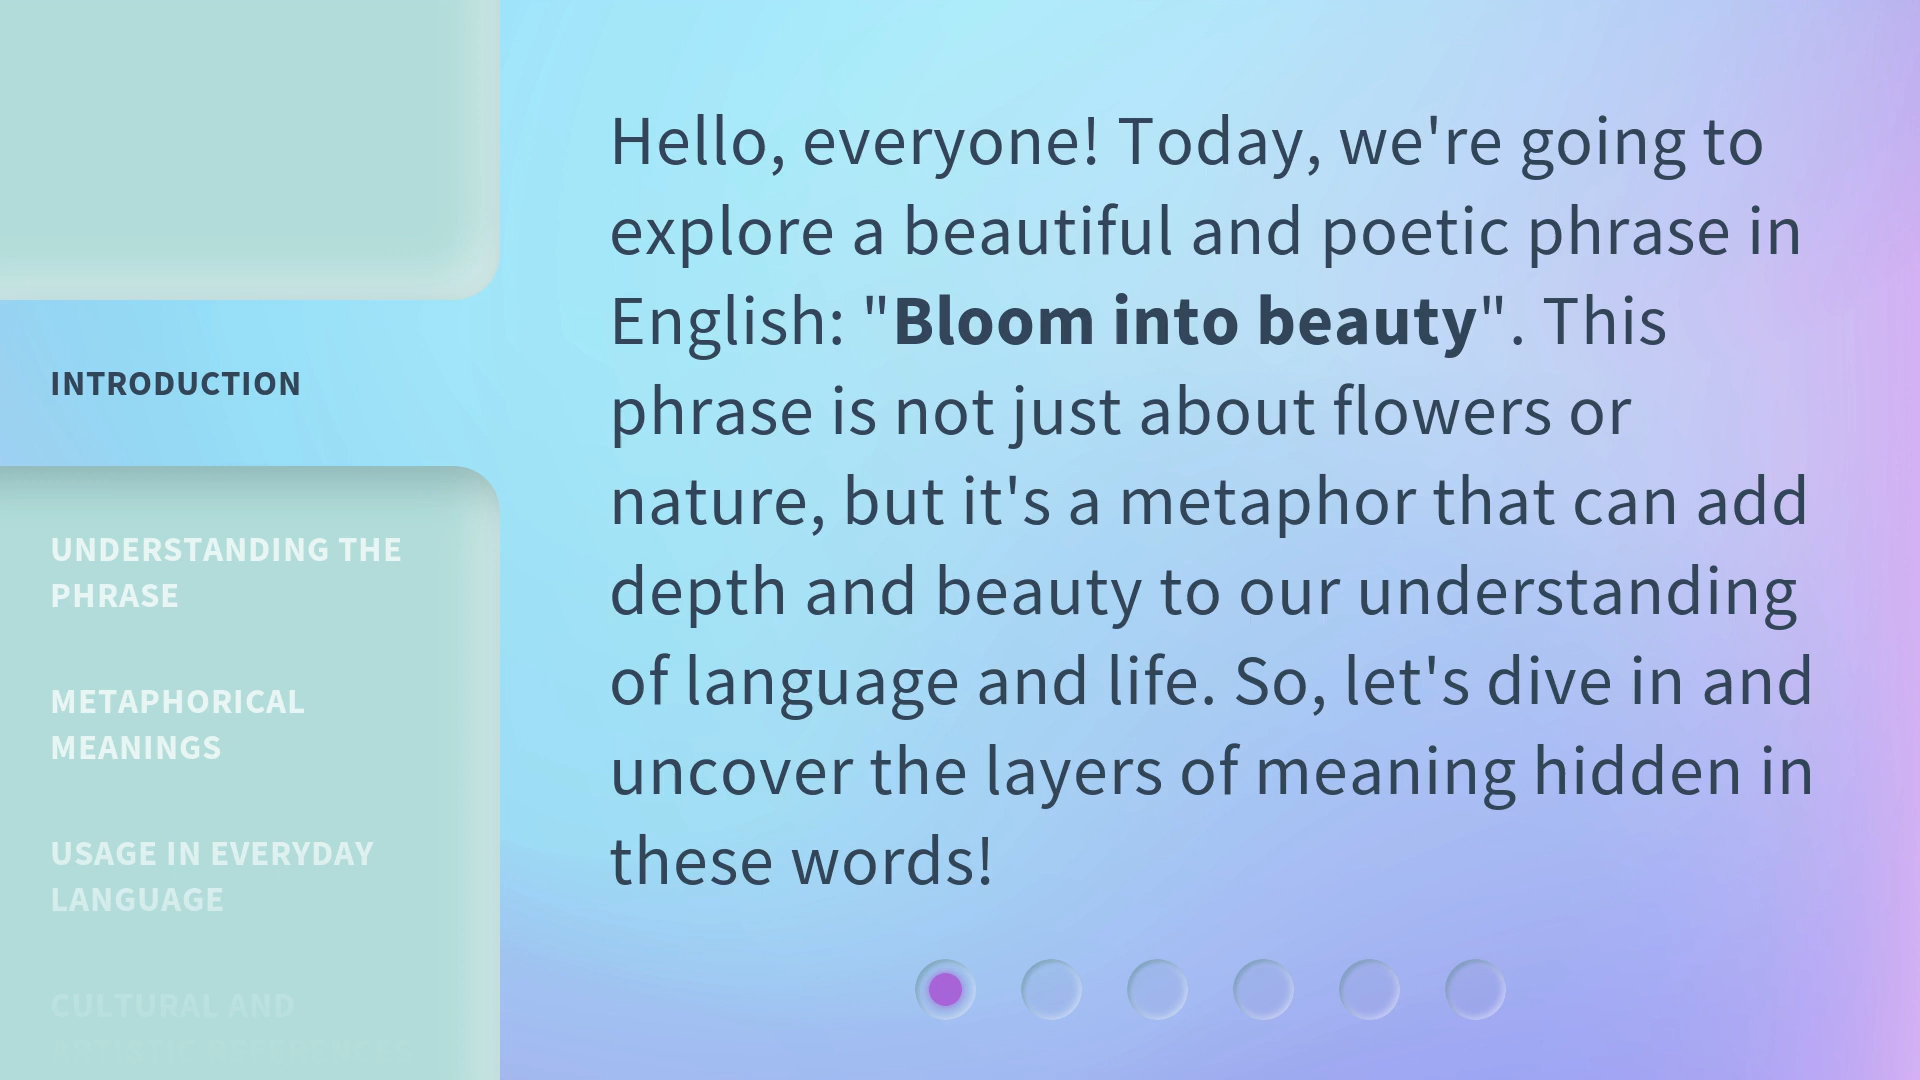 INTRODUCTION
UNDERSTANDING THE
PHRASE
METAPHORICAL
MEANINGS
USAGE IN EVERYDAY
LANGUAGE
CULTURAL AND
ARTISTIC REFERENCES
Hello, everyone! Today, we're going to
explore a beautiful and poetic phrase in
English: "Bloom into beauty". This
phrase is not just about flowers or
nature, but it's a metaphor that can add
depth and beauty to our understanding
of language and life. So, let's dive in and
uncover the layers of meaning hidden in
these words!